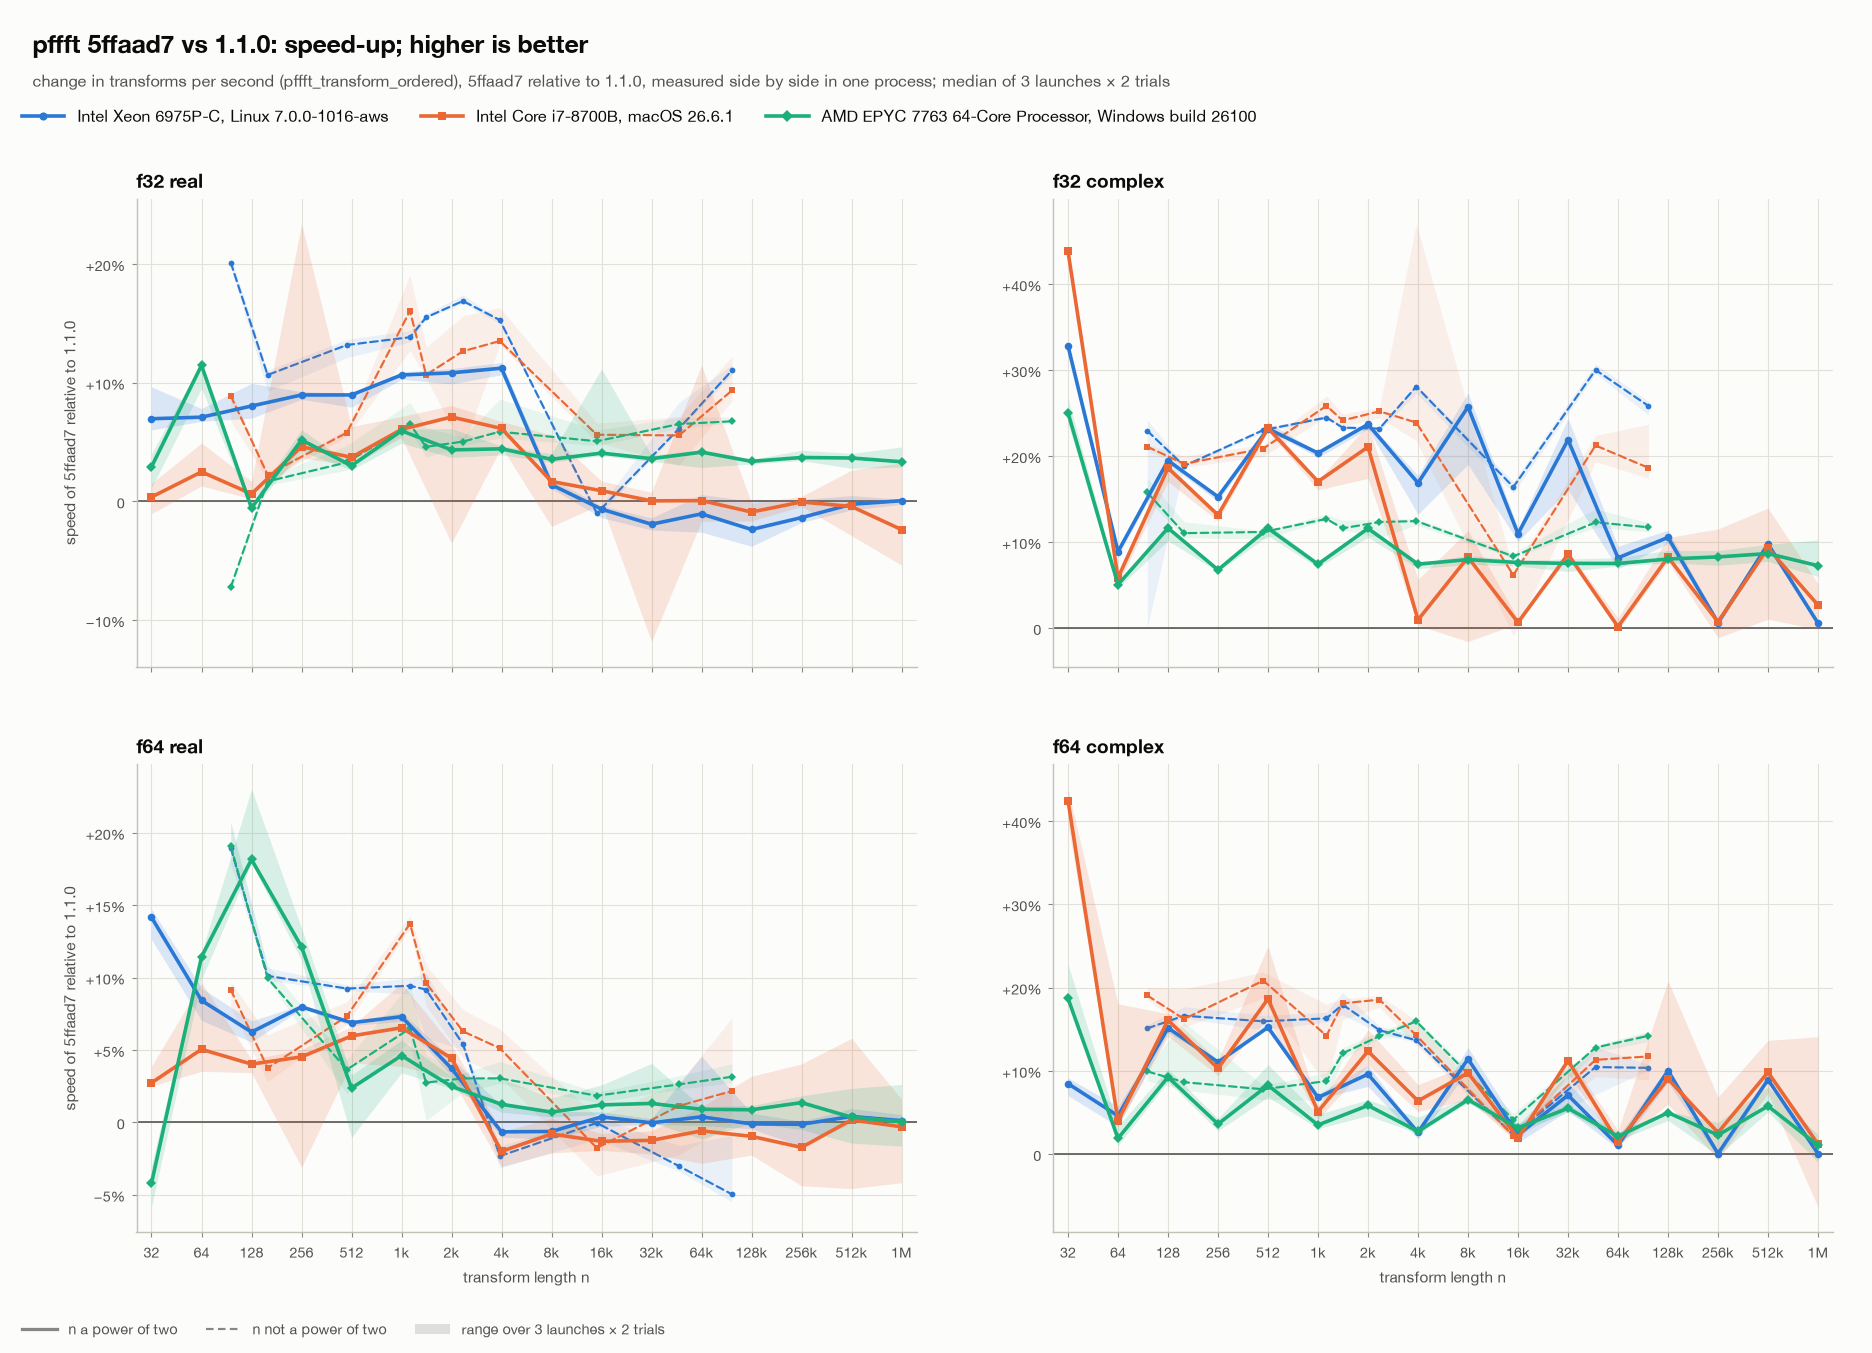 pffft 5ffaad7 vs 1.1.0: speed-up; higher is better
change in transforms per second (pffft_transform_ordered), 5ffaad7 relative to 1.1.0, measured side by side in one process; median of 3 launches × 2 trials
Intel Xeon 6975P-C, Linux 7.0.0-1016-aws
Intel Core i7-8700B, macOS 26.6.1
AMD EPYC 7763 64-Core Processor, Windows build 26100
f32 real
speed of 5ffaad7 relative to 1.1.0
+20%
+10%
0
−10%
f32 complex
+40%
+30%
+20%
+10%
0
f64 real
speed of 5ffaad7 relative to 1.1.0
+20%
+15%
+10%
+5%
0
−5%
32 64 128 256 512 1k 2k 4k 8k 16k 32k 64k 128k 256k 512k 1M
transform length n
f64 complex
+40%
+30%
+20%
+10%
0
32 64 128 256 512 1k 2k 4k 8k 16k 32k 64k 128k 256k 512k 1M
transform length n
n a power of two
n not a power of two
range over 3 launches × 2 trials